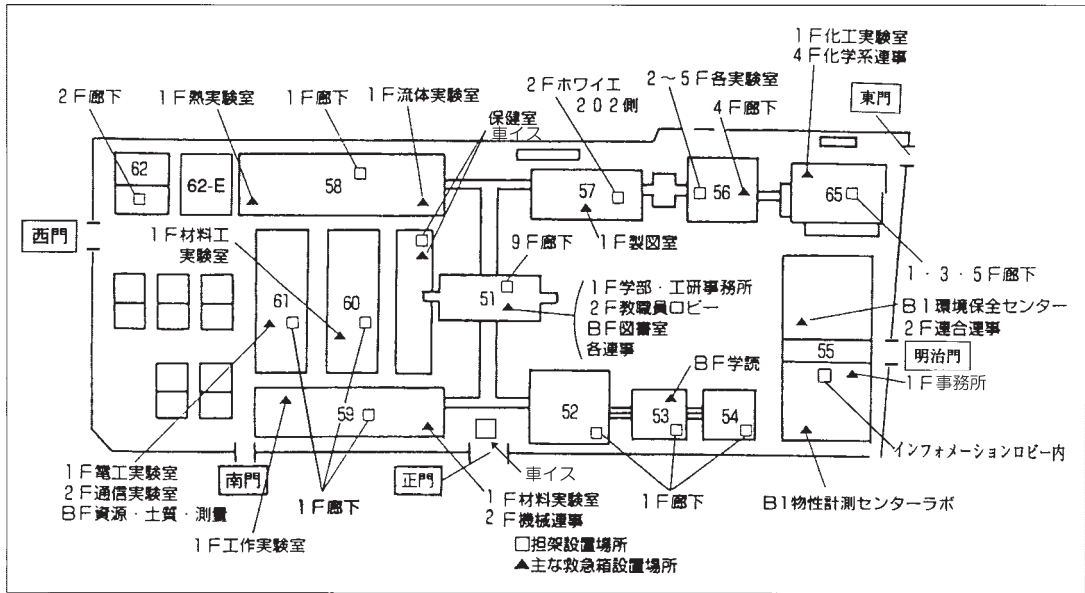 1F化工実験室
4F化学系連事
2Fホワイエ
202側
2~5F各実験室
4F廊下
東門
2F廊下
1F熱実験室
1F廊下
1F流体実験室
保健室
車イス
62
62-E
58
57
56
65
西門
1F材料工
実験室
1F製図室
9F廊下
1・3・5F廊下
61
60
51
1F学部・工研事務所
2F教職員ロビー
BF図書室
各連事
B1環境保全センター
2F連合連事
55
明治門
1F事務所
BF学読
59
52
53
54
インフォメーションロビー内
1F電工実験室
2F通信実験室
BF資源・土質・測量
南門
1F廊下
正門
車イス
1F材料実験室
2F機械連事
1F廊下
B1物性計測センターラボ
1F工作実験室
□担架設置場所
▲主な救急箱設置場所